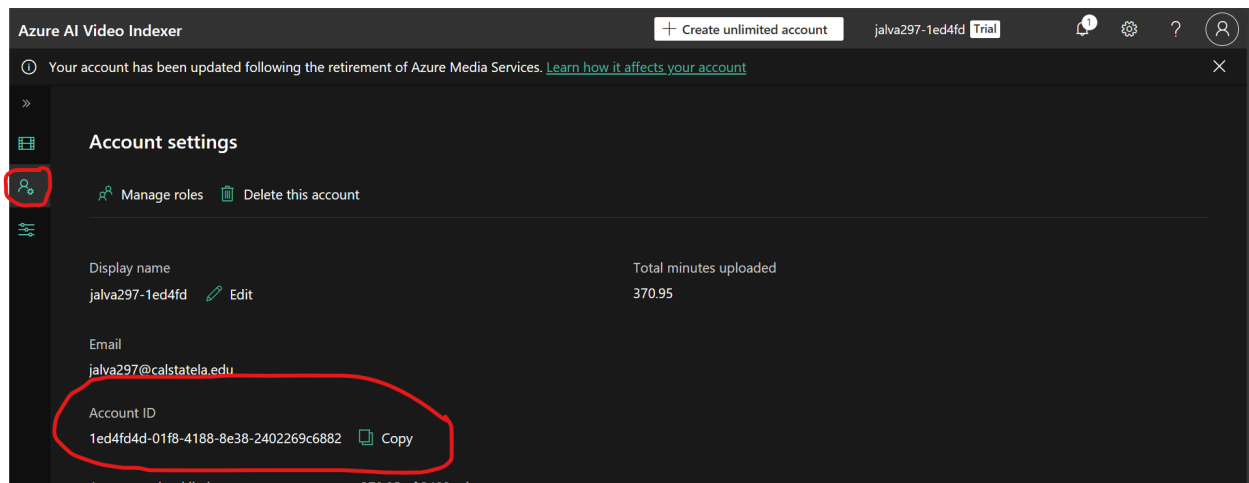 Azure AI Video Indexer
+ Create unlimited account
jalva297-1ed4fd Trial
1
?
Your account has been updated following the retirement of Azure Media Services. Learn how it affects your account
Account settings
Manage roles
Delete this account
Display name
Total minutes uploaded
jalva297-1ed4fd
Edit
370.95
Email
jalva297@calstatela.edu
Account ID
1ed4fd4d-01f8-4188-8e38-2402269c6882
Copy